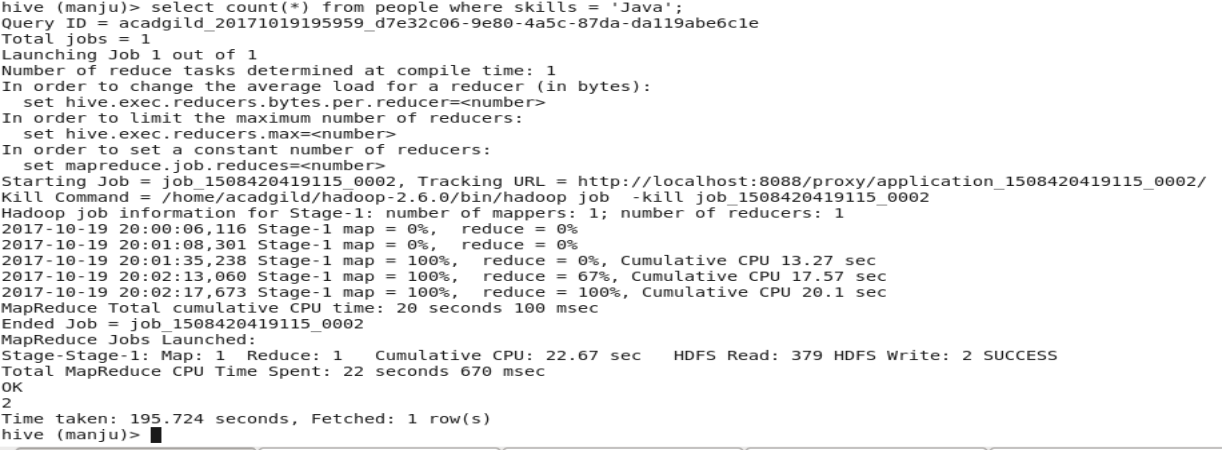 hive (manju)> select count(*) from people where skills = 'Java';
Query ID = acadgild_20171019195959_d7e32c06-9e80-4a5c-87da-da119abe6c1e
Total jobs = 1
Launching Job 1 out of 1
Number of reduce tasks determined at compile time: 1
In order to change the average load for a reducer (in bytes):
  set hive.exec.reducers.bytes.per.reducer=<number>
In order to limit the maximum number of reducers:
  set hive.exec.reducers.max=<number>
In order to set a constant number of reducers:
  set mapreduce.job.reduces=<number>
Starting Job = job_1508420419115_0002, Tracking URL = http://localhost:8088/proxy/application_1508420419115_0002/
Kill Command = /home/acadgild/hadoop-2.6.0/bin/hadoop job  -kill job_1508420419115_0002
Hadoop job information for Stage-1: number of mappers: 1; number of reducers: 1
2017-10-19 20:00:06,116 Stage-1 map = 0%,  reduce = 0%
2017-10-19 20:01:08,301 Stage-1 map = 0%,  reduce = 0%
2017-10-19 20:01:35,238 Stage-1 map = 100%,  reduce = 0%, Cumulative CPU 13.27 sec
2017-10-19 20:02:13,060 Stage-1 map = 100%,  reduce = 67%, Cumulative CPU 17.57 sec
2017-10-19 20:02:17,673 Stage-1 map = 100%,  reduce = 100%, Cumulative CPU 20.1 sec
MapReduce Total cumulative CPU time: 20 seconds 100 msec
Ended Job = job_1508420419115_0002
MapReduce Jobs Launched:
Stage-Stage-1: Map: 1  Reduce: 1   Cumulative CPU: 22.67 sec   HDFS Read: 379 HDFS Write: 2 SUCCESS
Total MapReduce CPU Time Spent: 22 seconds 670 msec
OK
2
Time taken: 195.724 seconds, Fetched: 1 row(s)
hive (manju)>